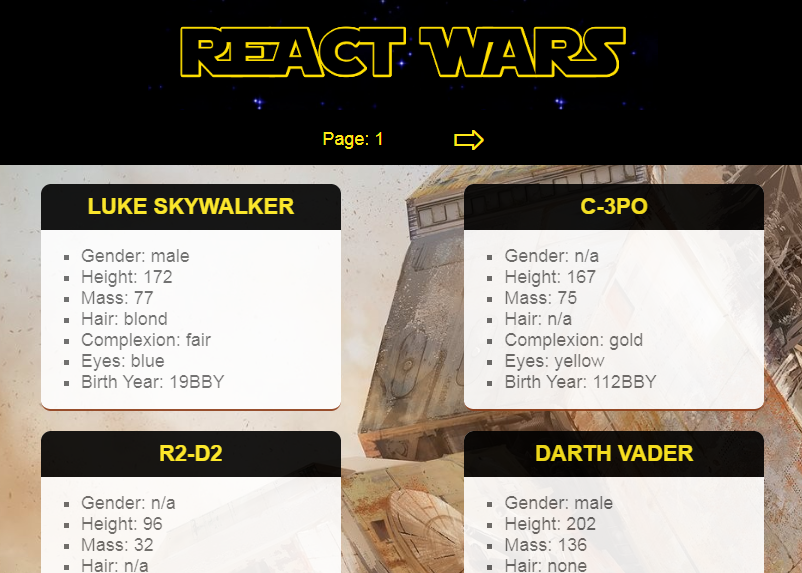 REACT WARS
Page: 1
LUKE SKYWALKER
Gender: male
Height: 172
Mass: 77
Hair: blond
Complexion: fair
Eyes: blue
Birth Year: 19BBY
C-3PO
Gender: n/a
Height: 167
Mass: 75
Hair: n/a
Complexion: gold
Eyes: yellow
Birth Year: 112BBY
R2-D2
Gender: n/a
Height: 96
Mass: 32
Hair: n/a
DARTH VADER
Gender: male
Height: 202
Mass: 136
Hair: none